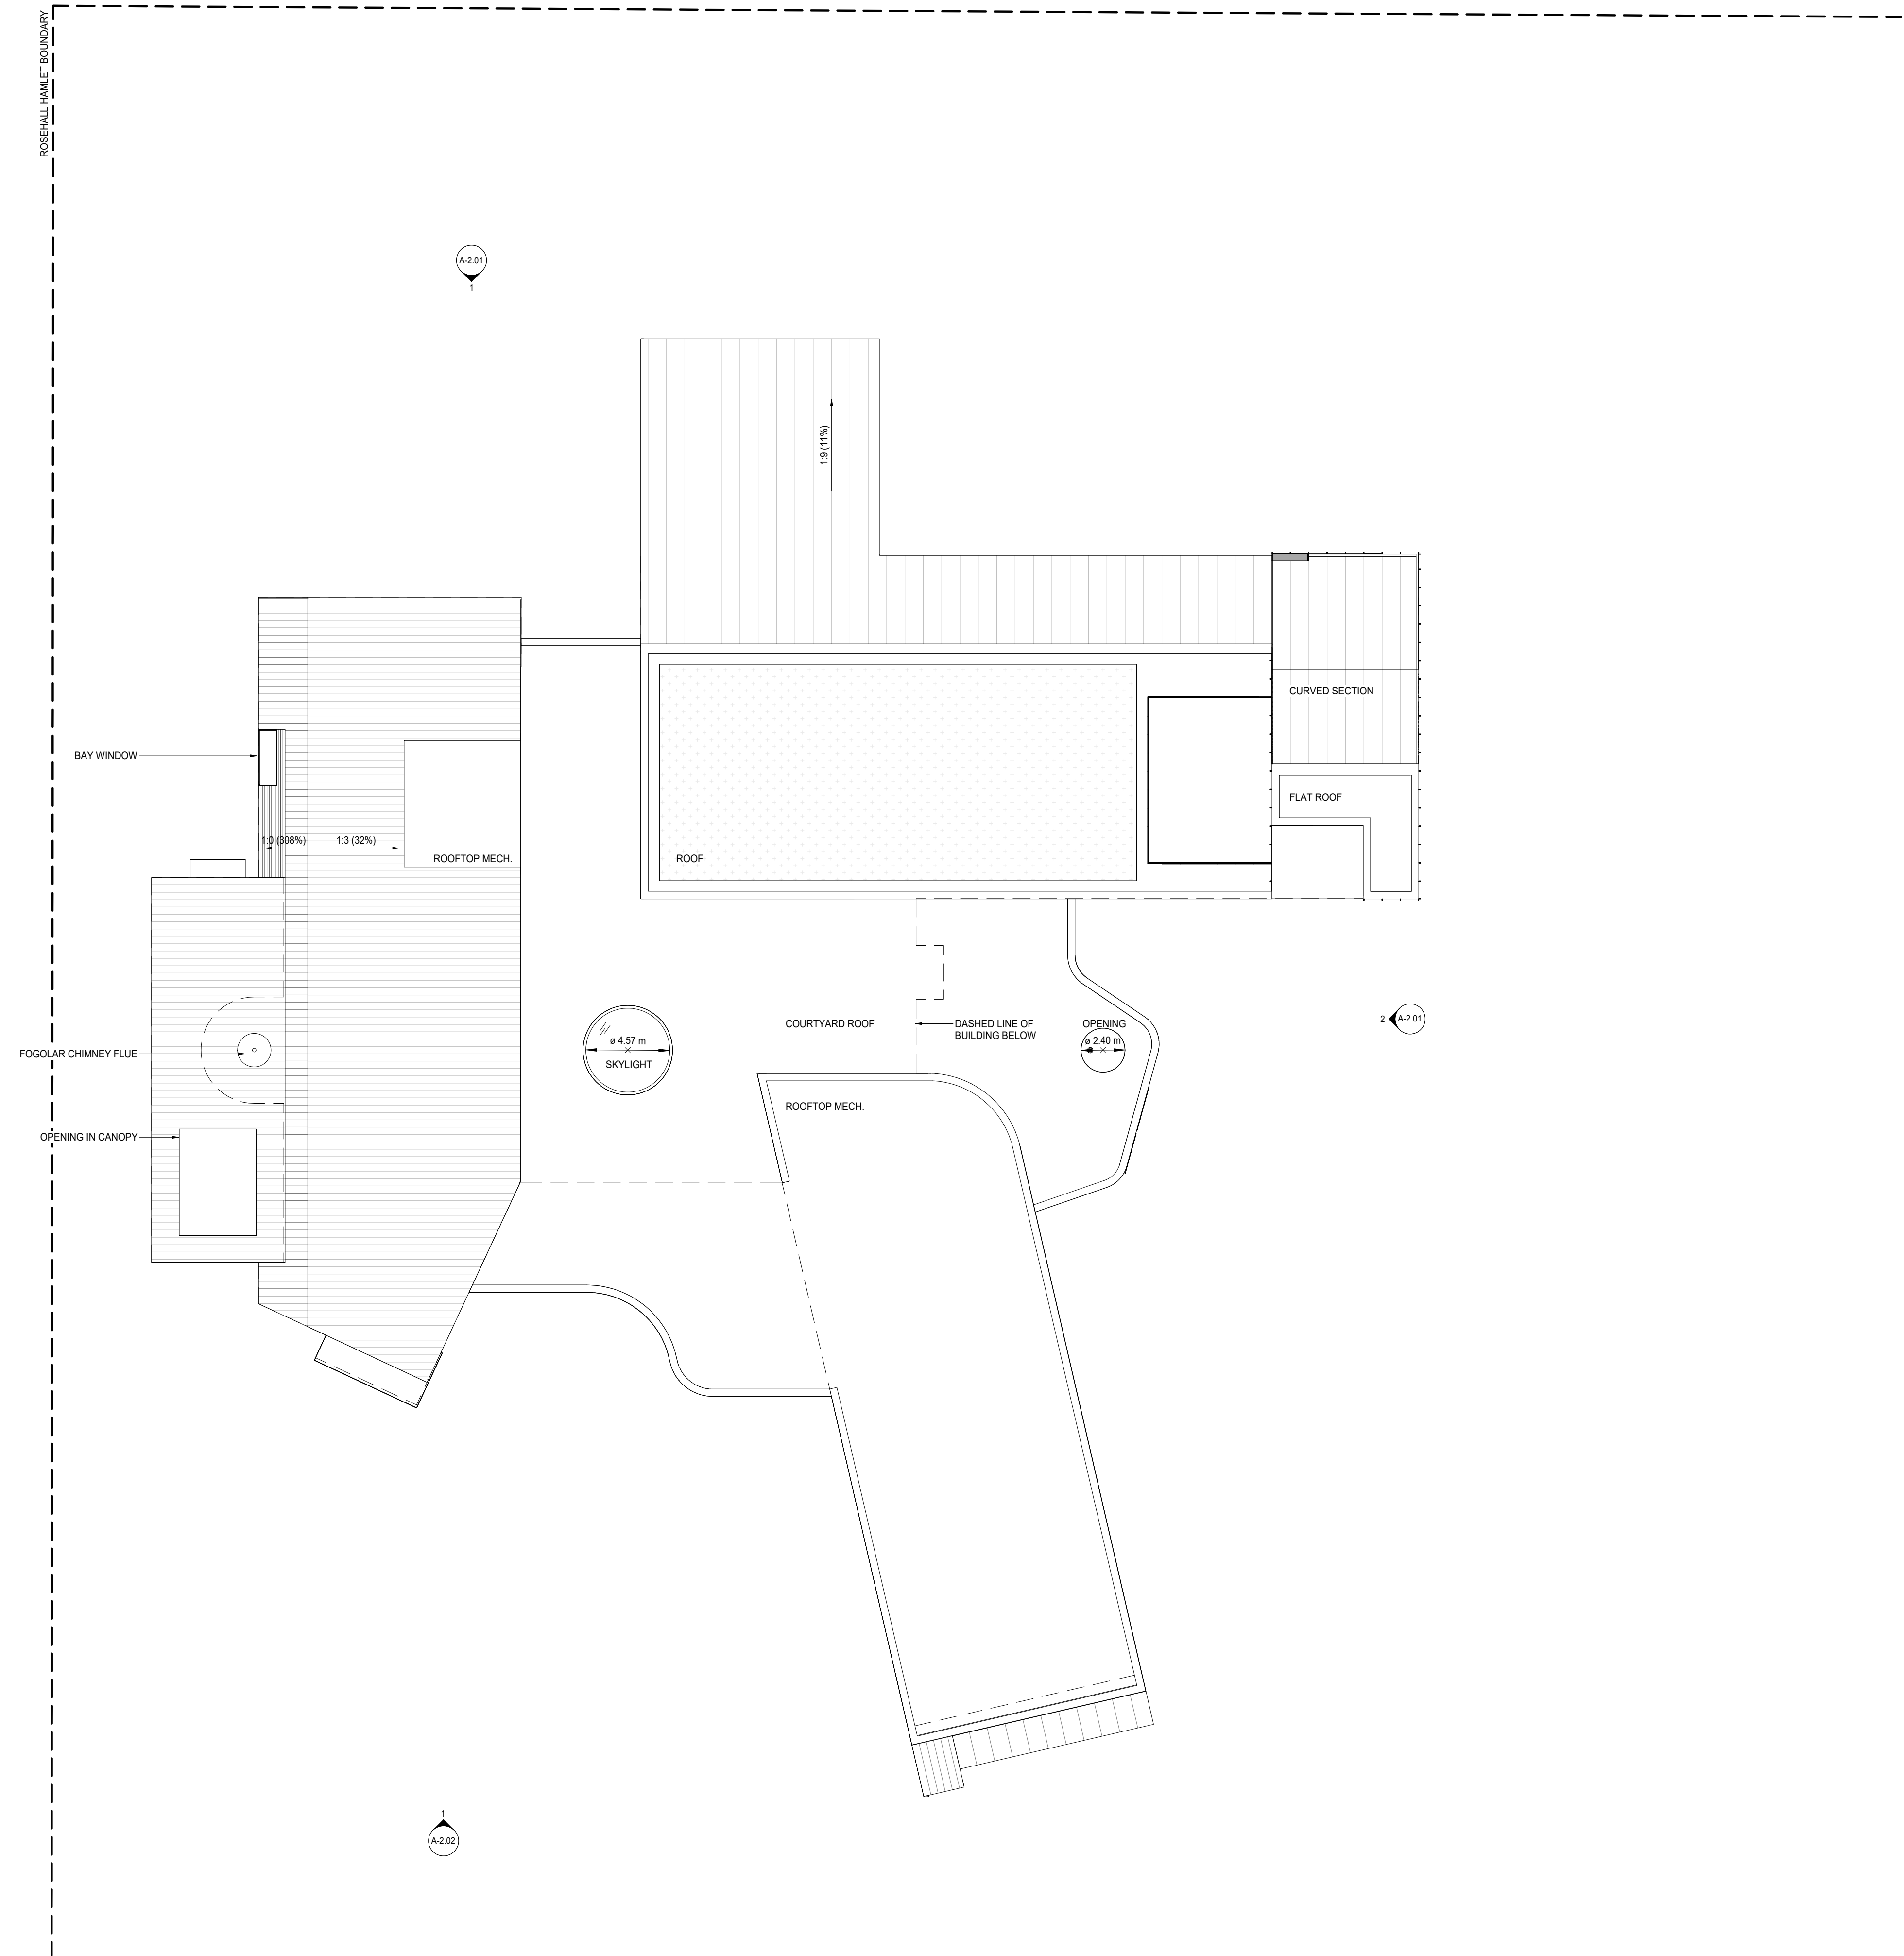 ROSEHALL HAMLET BOUNDARY
A-2.01
1
1:9 (11%)
CURVED SECTION
BAY WINDOW
FLAT ROOF
1:0 (308%)
1:3 (32%)
ROOFTOP MECH.
ROOF
COURTYARD ROOF
DASHED LINE OF
BUILDING BELOW
OPENING
2
A-2.01
ø 4.57 m
SKYLIGHT
ø 2.40 m
FOGOLAR CHIMNEY FLUE
ROOFTOP MECH.
OPENING IN CANOPY
1
A-2.02